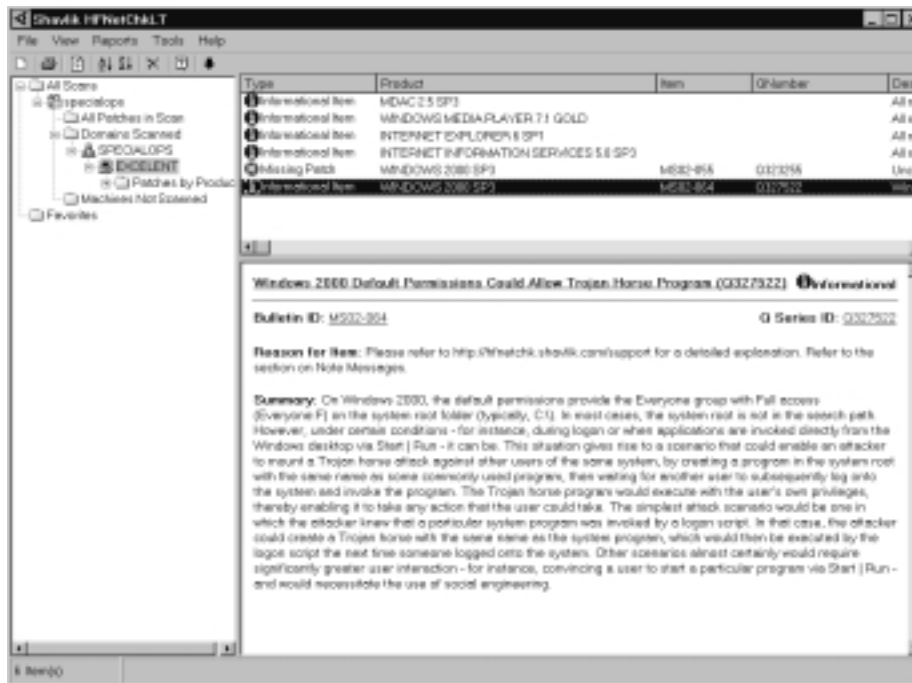 Shavlik HFNetChkLT
File View Reports Tools Help
All Scans
specialops
All Patches in Scan
Domains Scanned
SPECIALOPS
EXCELENT
Patches by Produc
Machines Not Scanned
Favorites
Type Product Item QNumber Des
Informational Item MDAC 2.5 SP3 All
Informational Item WINDOWS MEDIA PLAYER 7.1 GOLD All
Informational Item INTERNET EXPLORER 6 SP1 All
Informational Item INTERNET INFORMATION SERVICES 5.0 SP3 All
Missing Patch WINDOWS 2000 SP3 MS02-055 Q323255 Unc
Informational Item WINDOWS 2000 SP3 MS02-064 Q327522 Win
Windows 2000 Default Permissions Could Allow Trojan Horse Program (Q327522) Informational
Bulletin ID: MS02-064 Q Series ID: Q327522
Reason for Item: Please refer to http://hfnetchk.shavlik.com/support for a detailed explanation. Refer to the
section on Note Messages.
Summary: On Windows 2000, the default permissions provide the Everyone group with Full access
(Everyone:F) on the system root folder (typically, C:\). In most cases, the system root is not in the search path.
However, under certain conditions - for instance, during logon or when applications are invoked directly from the
Windows desktop via Start | Run - it can be. This situation gives rise to a scenario that could enable an attacker
to mount a Trojan horse attack against other users of the same system, by creating a program in the system root
with the same name as some commonly used program, then waiting for another user to subsequently log onto
the system and invoke the program. The Trojan horse program would execute with the user's own privileges,
thereby enabling it to take any action that the user could take. The simplest attack scenario would be one in
which the attacker knew that a particular system program was invoked by a logon script. In that case, the attacker
could create a Trojan horse with the same name as the system program, which would then be executed by the
logon script the next time someone logged onto the system. Other scenarios almost certainly would require
significantly greater user interaction - for instance, convincing a user to start a particular program via Start | Run -
and would necessitate the use of social engineering.
6 Item(s)